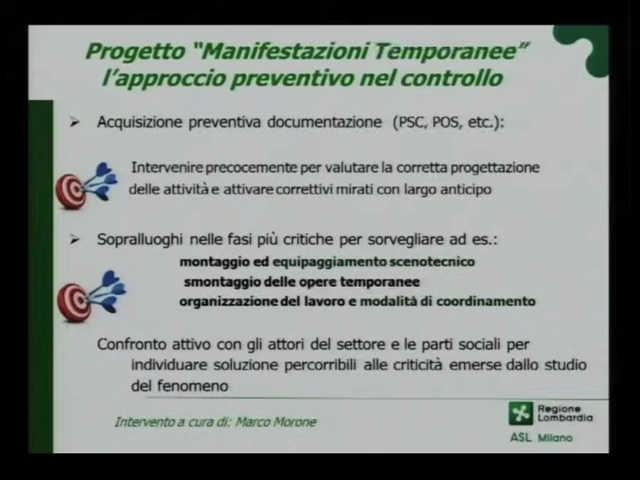 Progetto "Manifestazioni Temporanee"
l'approccio preventivo nel controllo
Acquisizione preventiva documentazione (PSC, POS, etc.):
Intervenire precocemente per valutare la corretta progettazione
delle attività e attivare correttivi mirati con largo anticipo
Sopralluoghi nelle fasi più critiche per sorvegliare ad es.:
montaggio ed equipaggiamento scenotecnico
smontaggio delle opere temporanee
organizzazione del lavoro e modalità di coordinamento
Confronto attivo con gli attori del settore e le parti sociali per
individuare soluzione percorribili alle criticità emerse dallo studio
del fenomeno
Intervento a cura di: Marco Morone
Regione
Lombardia
ASL Milano